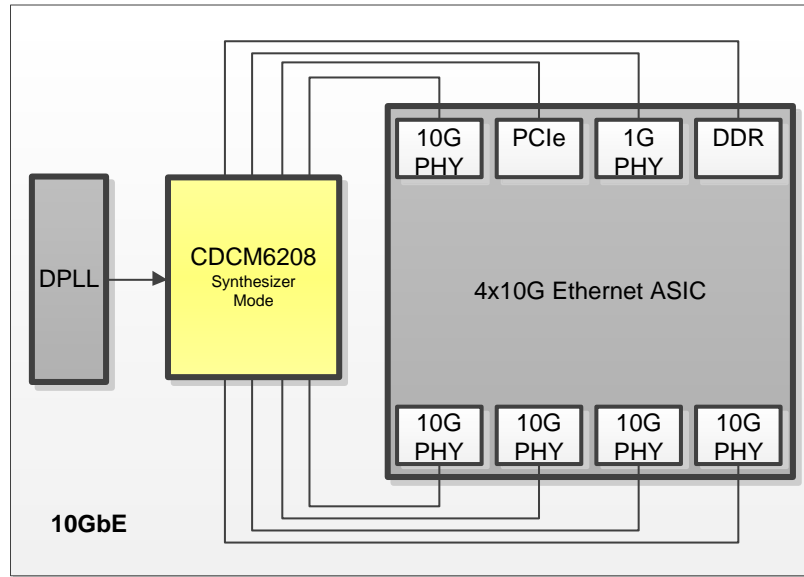 10G
PHY
PCIe
1G
PHY
DDR
DPLL
CDCM6208
Synthesizer
Mode
4x10G Ethernet ASIC
10G
PHY
10G
PHY
10G
PHY
10G
PHY
10GbE